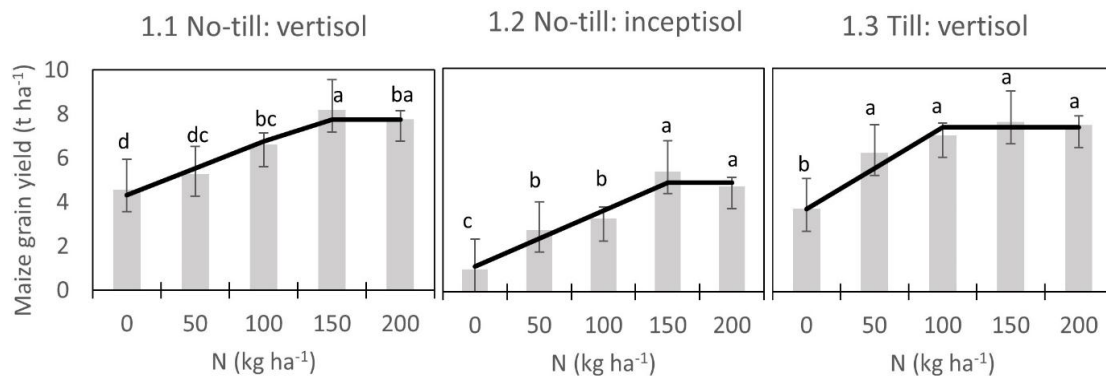 1.1 No-till: vertisol
1.2 No-till: inceptisol
1.3 Till: vertisol
Maize grain yield (t ha⁻¹)
10
8
6
4
2
0
d
dc
bc
a
ba
c
b
b
a
a
b
a
a
a
a
0 50 100 150 200
0 50 100 150 200
0 50 100 150 200
N (kg ha⁻¹)
N (kg ha⁻¹)
N (kg ha⁻¹)